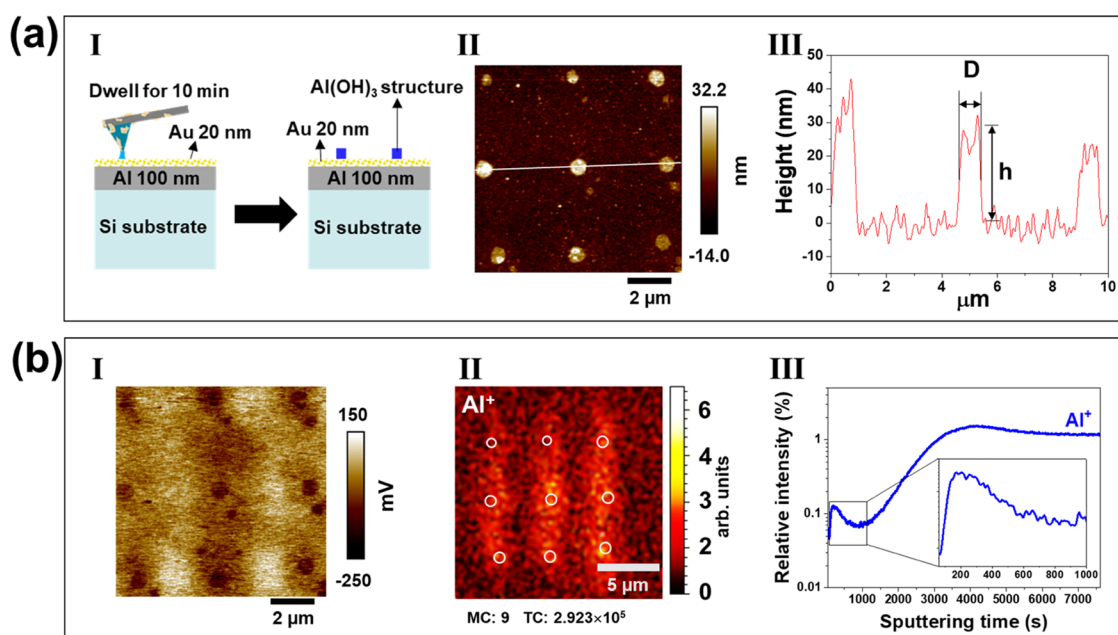 (a)
I
Dwell for 10 min
Au 20 nm
Al 100 nm
Si substrate
Al(OH)₃
structure
Au 20 nm
Al 100 nm
Si substrate
II
32.2
nm
-14.0
2 μm
III
Height (nm)
50
40
30
20
10
0
-10
D
h
0 2 4 6 8 10
μm
(b)
I
150
mV
-250
2 μm
II
Al⁺
6
5
4
3
2
1
0
arb. units
5 μm
MC: 9 TC: 2.923×10⁵
III
Relative intensity (%)
1
0.1
0.01
Al⁺
200 400 600 800 1000
1000 2000 3000 4000 5000 6000 7000
Sputtering time (s)